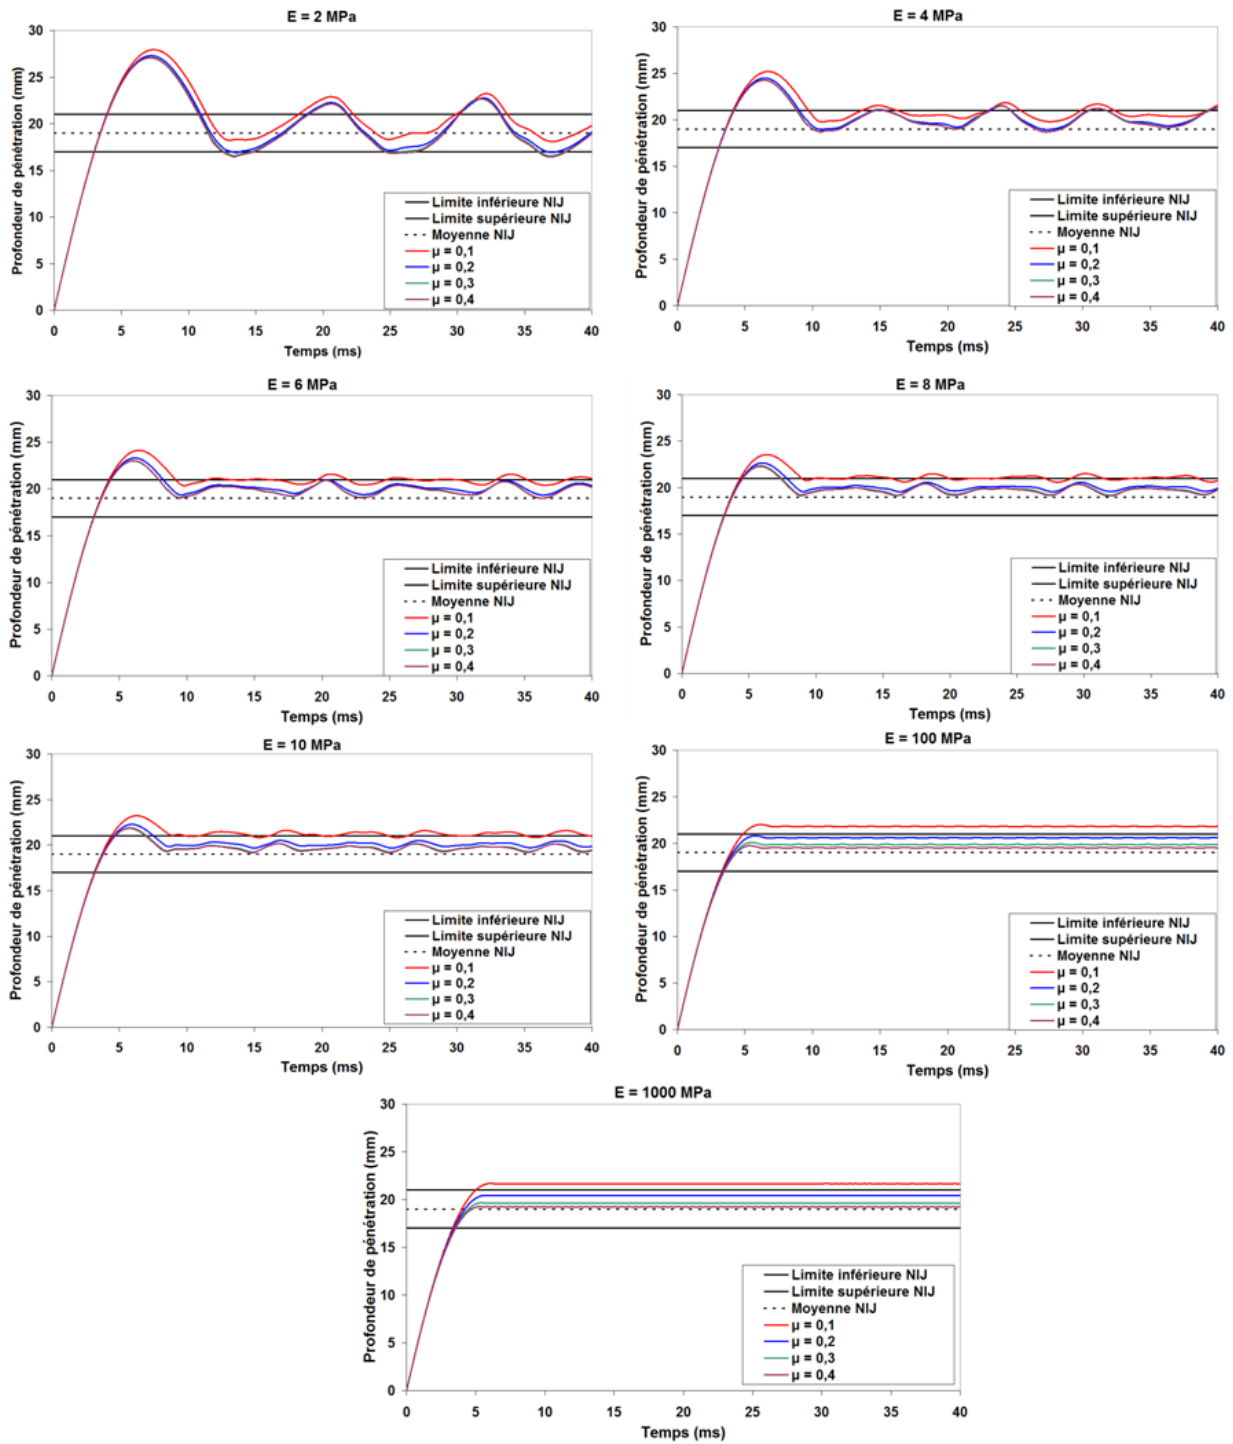 E = 2 MPa
Profondeur de pénétration (mm)
30
25
20
15
10
5
0
Limite inférieure NIJ
Limite supérieure NIJ
Moyenne NIJ
μ = 0,1
μ = 0,2
μ = 0,3
μ = 0,4
0 5 10 15 20 25 30 35 40
Temps (ms)
E = 4 MPa
Profondeur de pénétration (mm)
30
25
20
15
10
5
0
Limite inférieure NIJ
Limite supérieure NIJ
Moyenne NIJ
μ = 0,1
μ = 0,2
μ = 0,3
μ = 0,4
0 5 10 15 20 25 30 35 40
Temps (ms)
E = 6 MPa
Profondeur de pénétration (mm)
30
25
20
15
10
5
0
Limite inférieure NIJ
Limite supérieure NIJ
Moyenne NIJ
μ = 0,1
μ = 0,2
μ = 0,3
μ = 0,4
0 5 10 15 20 25 30 35 40
Temps (ms)
E = 8 MPa
Profondeur de pénétration (mm)
30
25
20
15
10
5
0
Limite inférieure NIJ
Limite supérieure NIJ
Moyenne NIJ
μ = 0,1
μ = 0,2
μ = 0,3
μ = 0,4
0 5 10 15 20 25 30 35 40
Temps (ms)
E = 10 MPa
Profondeur de pénétration (mm)
30
25
20
15
10
5
0
Limite inférieure NIJ
Limite supérieure NIJ
Moyenne NIJ
μ = 0,1
μ = 0,2
μ = 0,3
μ = 0,4
0 5 10 15 20 25 30 35 40
Temps (ms)
E = 100 MPa
Profondeur de pénétration (mm)
30
25
20
15
10
5
0
Limite inférieure NIJ
Limite supérieure NIJ
Moyenne NIJ
μ = 0,1
μ = 0,2
μ = 0,3
μ = 0,4
0 5 10 15 20 25 30 35 40
Temps (ms)
E = 1000 MPa
Profondeur de pénétration (mm)
30
25
20
15
10
5
0
Limite inférieure NIJ
Limite supérieure NIJ
Moyenne NIJ
μ = 0,1
μ = 0,2
μ = 0,3
μ = 0,4
0 5 10 15 20 25 30 35 40
Temps (ms)